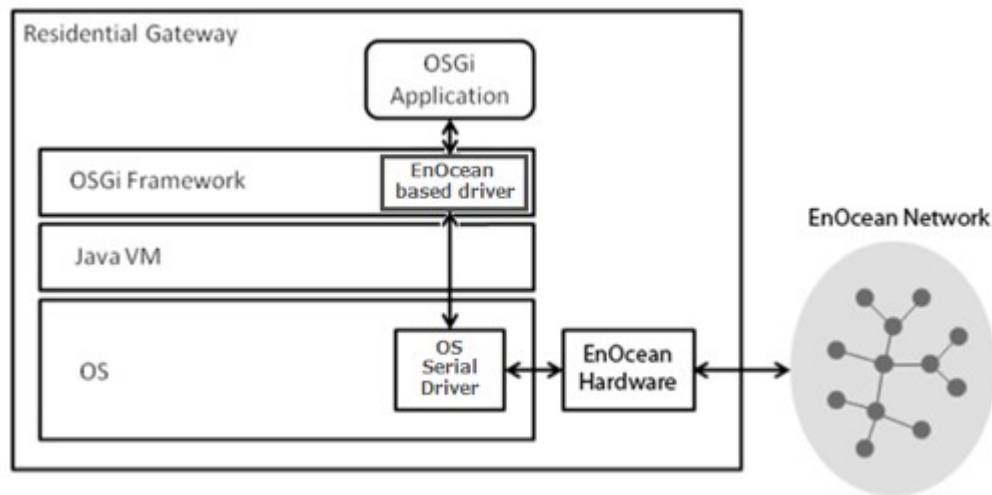 Residential Gateway
OSGi
Application
OSGi Framework
EnOcean
based driver
Java VM
OS
OS
Serial
Driver
EnOcean
Hardware
EnOcean Network